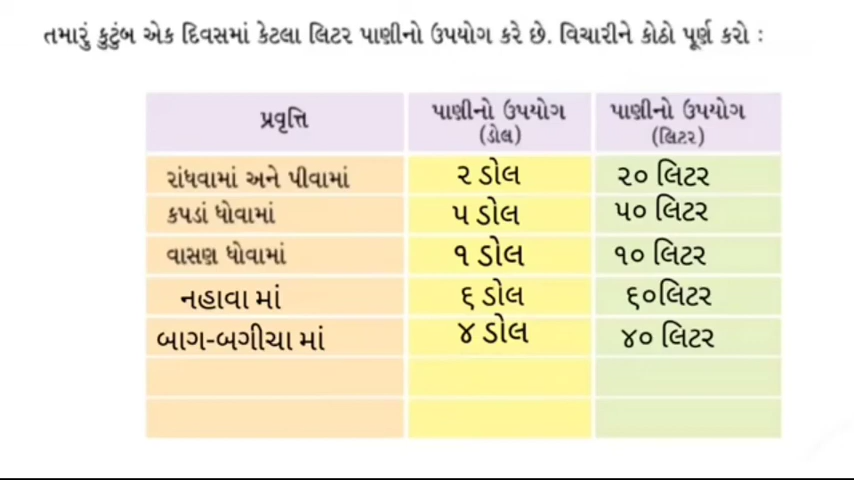 તમારું કુટુંબ એક દિવસમાં કેટલા લિટર પાણીનો ઉપયોગ કરે છે. વિચારીને કોઠો પૂર્ણ કરો :
પ્રવૃત્તિ પાણીનો ઉપયોગ (ડોલ) પાણીનો ઉપયોગ (લિટર)
રાંધવામાં અને પીવામાં ૨ ડોલ ૨૦ લિટર
કપડાં ધોવામાં ૫ ડોલ ૫૦ લિટર
વાસણ ધોવામાં ૧ ડોલ ૧૦ લિટર
નહાવા માં ૬ ડોલ ૬૦લિટર
બાગ-બગીચા માં ૪ ડોલ ૪૦ લિટર